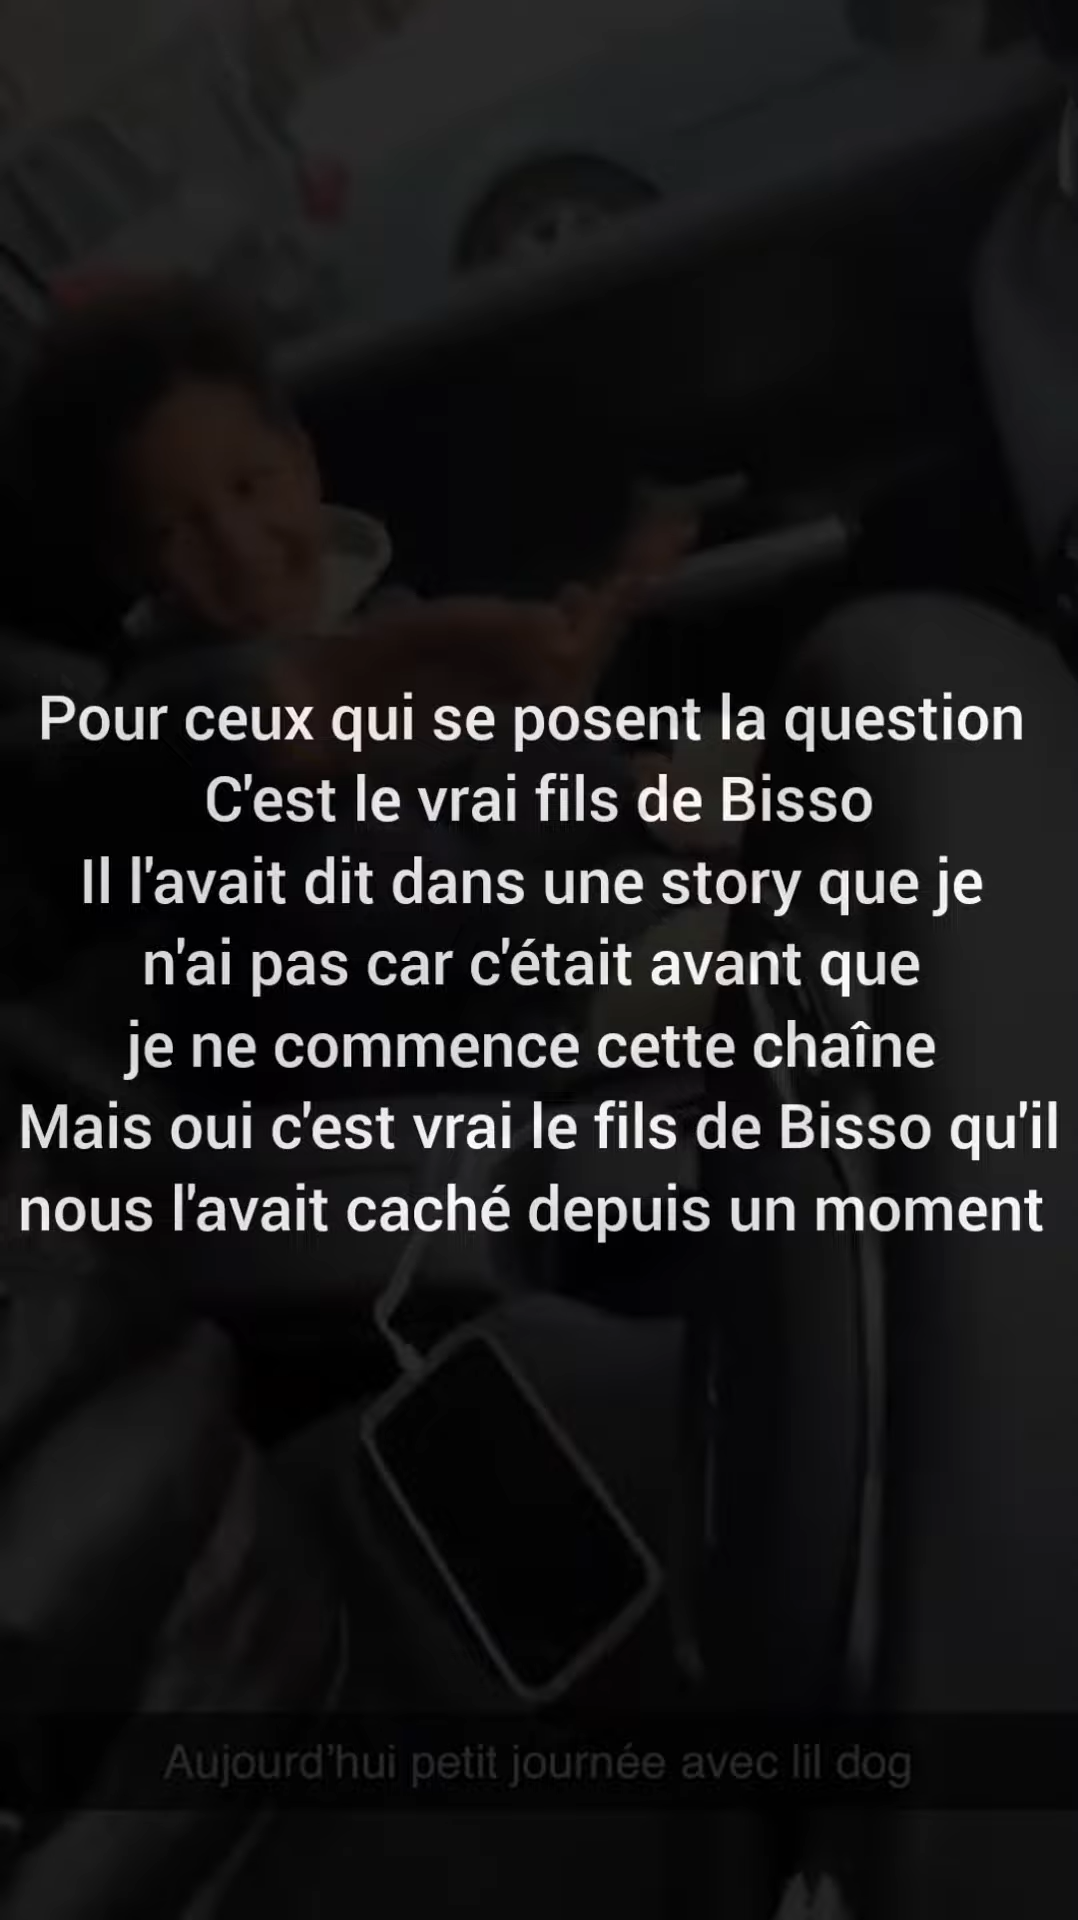 Pour ceux qui se posent la question
C'est le vrai fils de Bisso
Il l'avait dit dans une story que je
n'ai pas car c'était avant que
je ne commence cette chaîne
Mais oui c'est vrai le fils de Bisso qu'il
nous l'avait caché depuis un moment
Aujourd'hui petit journée avec lil dog